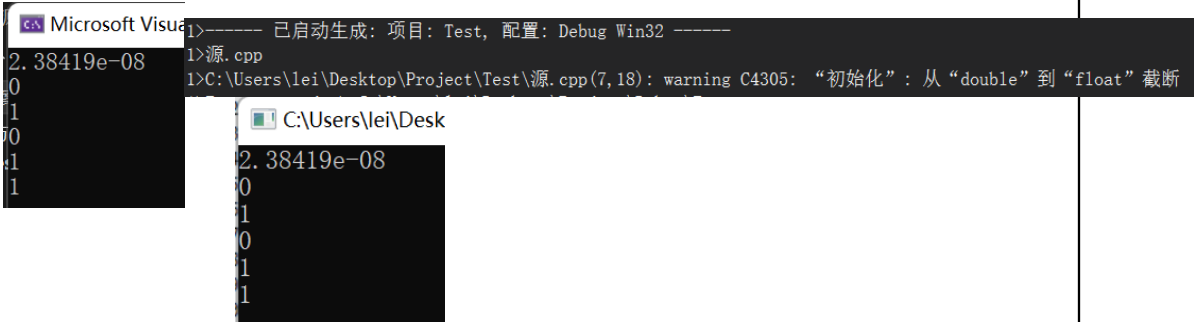 Microsoft Visua
2.38419e-08
0
1
0
1
1
1>------ 已启动生成: 项目: Test, 配置: Debug Win32 ------
1>源.cpp
1>C:\Users\lei\Desktop\Project\Test\源.cpp(7,18): warning C4305: “初始化”: 从“double”到“float”截断
C:\Users\lei\Desk
2.38419e-08
0
1
0
1
1